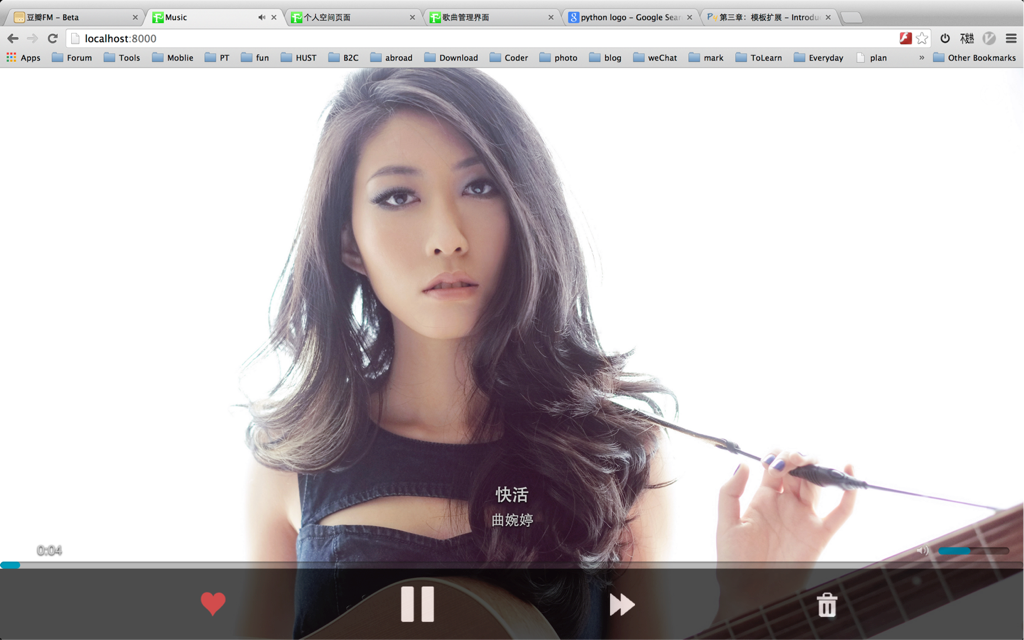 豆瓣FM - Beta
Music
个人空间页面
歌曲管理界面
python logo - Google Sear
第三章：模板扩展 - Introdu
localhost:8000
Apps
Forum
Tools
Moblie
PT
fun
HUST
B2C
abroad
Download
Coder
photo
blog
weChat
mark
ToLearn
Everyday
plan
»
Other Bookmarks
快活
曲婉婷
0:04